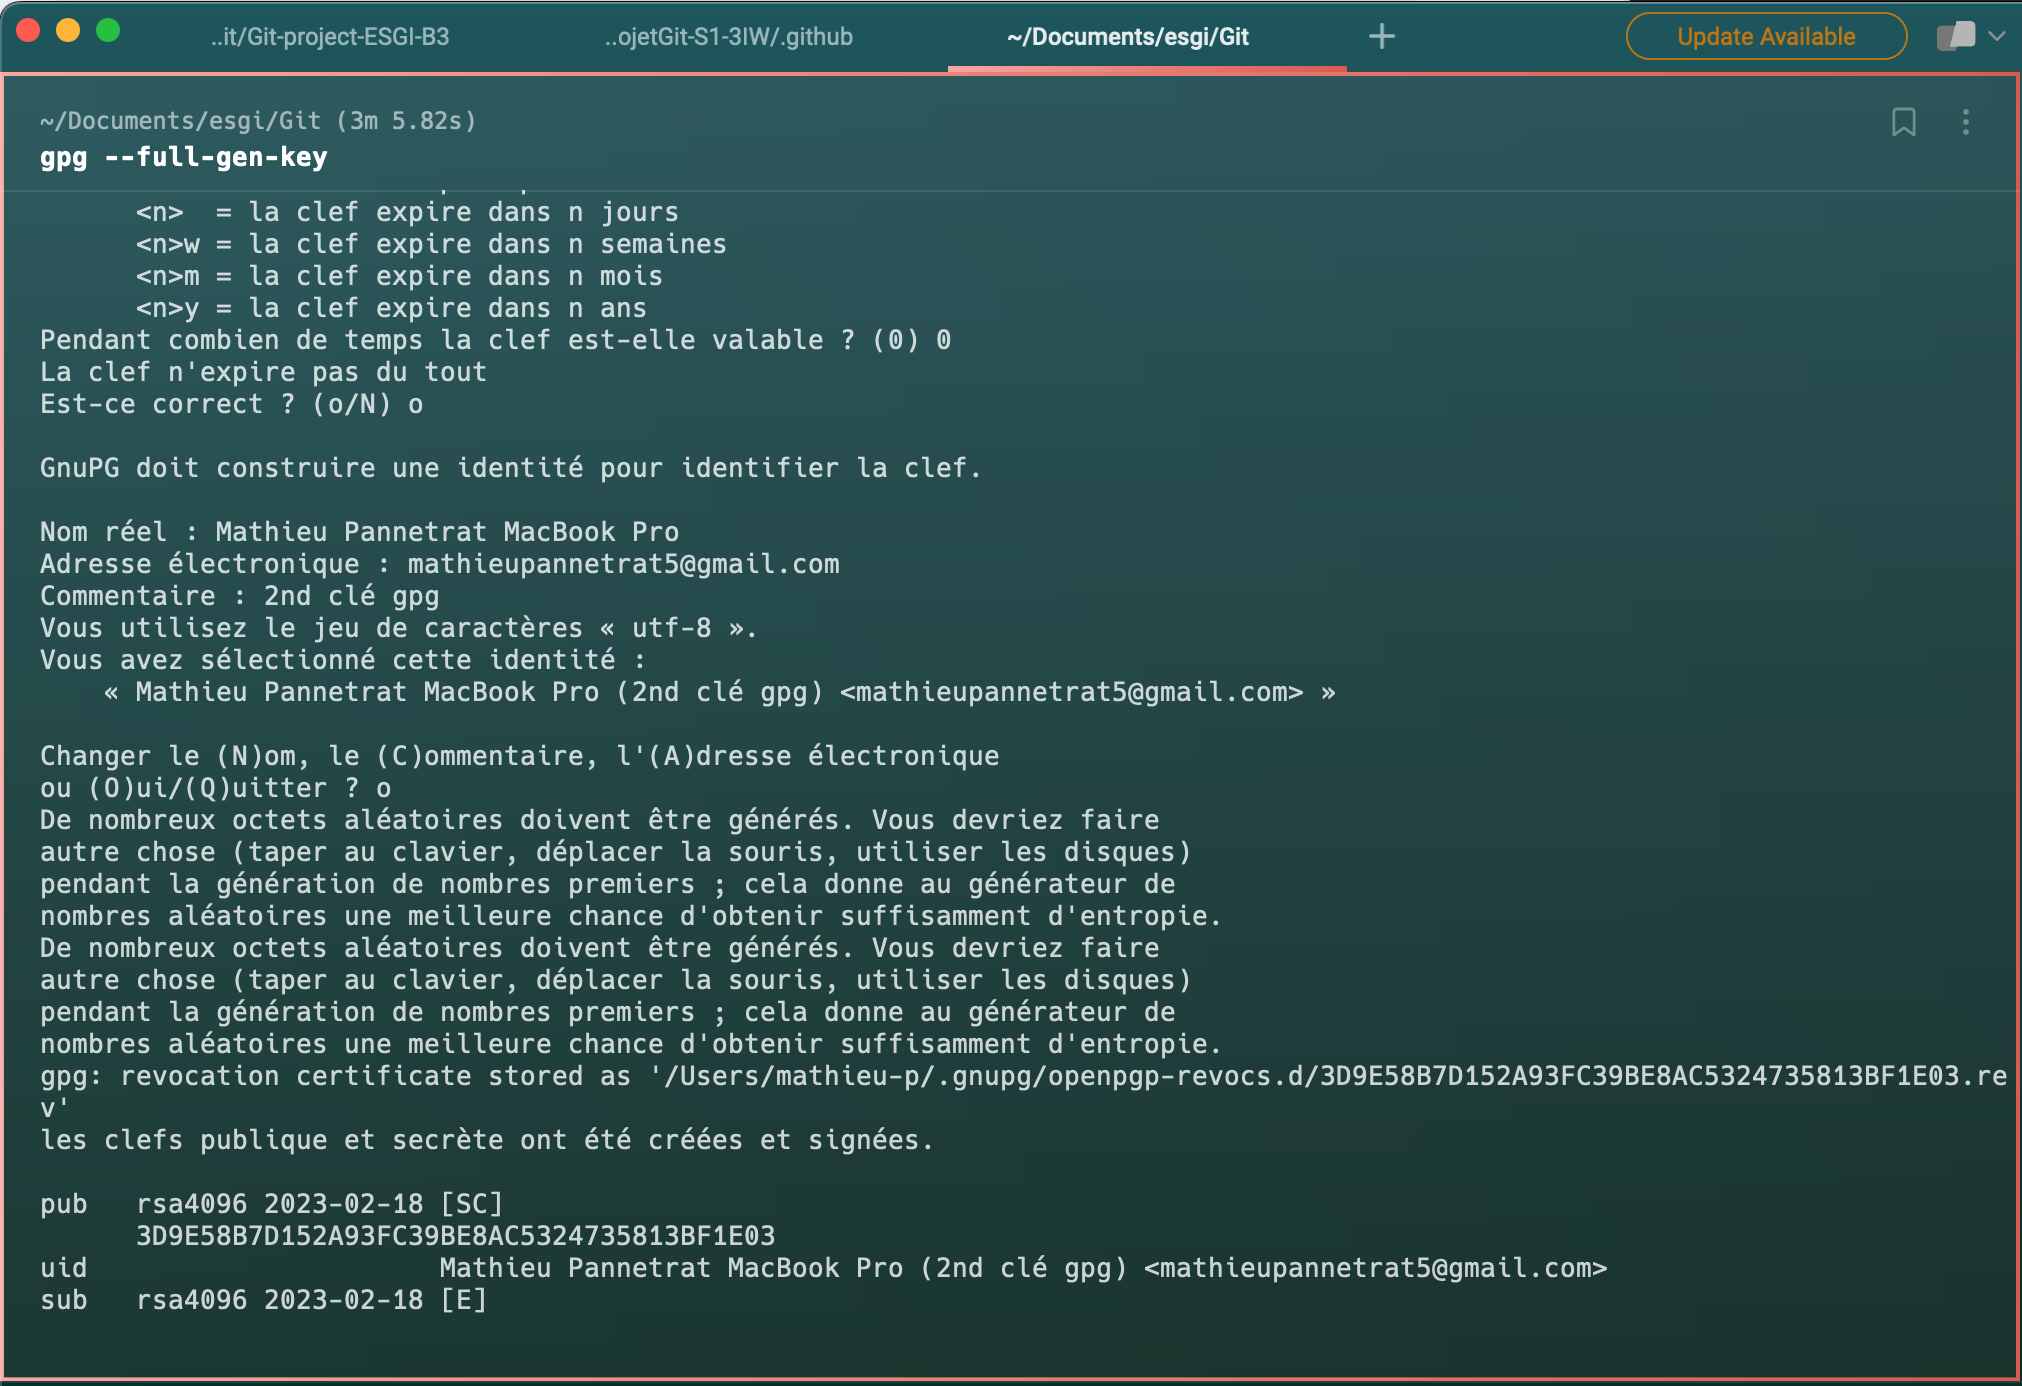 ..it/Git-project-ESGI-B3
..ojetGit-S1-3IW/.github
~/Documents/esgi/Git
Update Available
~/Documents/esgi/Git (3m 5.82s)
gpg --full-gen-key
<n>  = la clef expire dans n jours
<n>w = la clef expire dans n semaines
<n>m = la clef expire dans n mois
<n>y = la clef expire dans n ans
Pendant combien de temps la clef est-elle valable ? (0) 0
La clef n'expire pas du tout
Est-ce correct ? (o/N) o
GnuPG doit construire une identité pour identifier la clef.
Nom réel : Mathieu Pannetrat MacBook Pro
Adresse électronique : mathieupannetrat5@gmail.com
Commentaire : 2nd clé gpg
Vous utilisez le jeu de caractères « utf-8 ».
Vous avez sélectionné cette identité :
« Mathieu Pannetrat MacBook Pro (2nd clé gpg) <mathieupannetrat5@gmail.com> »
Changer le (N)om, le (C)ommentaire, l'(A)dresse électronique
ou (O)ui/(Q)uitter ? o
De nombreux octets aléatoires doivent être générés. Vous devriez faire
autre chose (taper au clavier, déplacer la souris, utiliser les disques)
pendant la génération de nombres premiers ; cela donne au générateur de
nombres aléatoires une meilleure chance d'obtenir suffisamment d'entropie.
De nombreux octets aléatoires doivent être générés. Vous devriez faire
autre chose (taper au clavier, déplacer la souris, utiliser les disques)
pendant la génération de nombres premiers ; cela donne au générateur de
nombres aléatoires une meilleure chance d'obtenir suffisamment d'entropie.
gpg: revocation certificate stored as '/Users/mathieu-p/.gnupg/openpgp-revocs.d/3D9E58B7D152A93FC39BE8AC5324735813BF1E03.re
v'
les clefs publique et secrète ont été créées et signées.
pub   rsa4096 2023-02-18 [SC]
3D9E58B7D152A93FC39BE8AC5324735813BF1E03
uid                      Mathieu Pannetrat MacBook Pro (2nd clé gpg) <mathieupannetrat5@gmail.com>
sub   rsa4096 2023-02-18 [E]